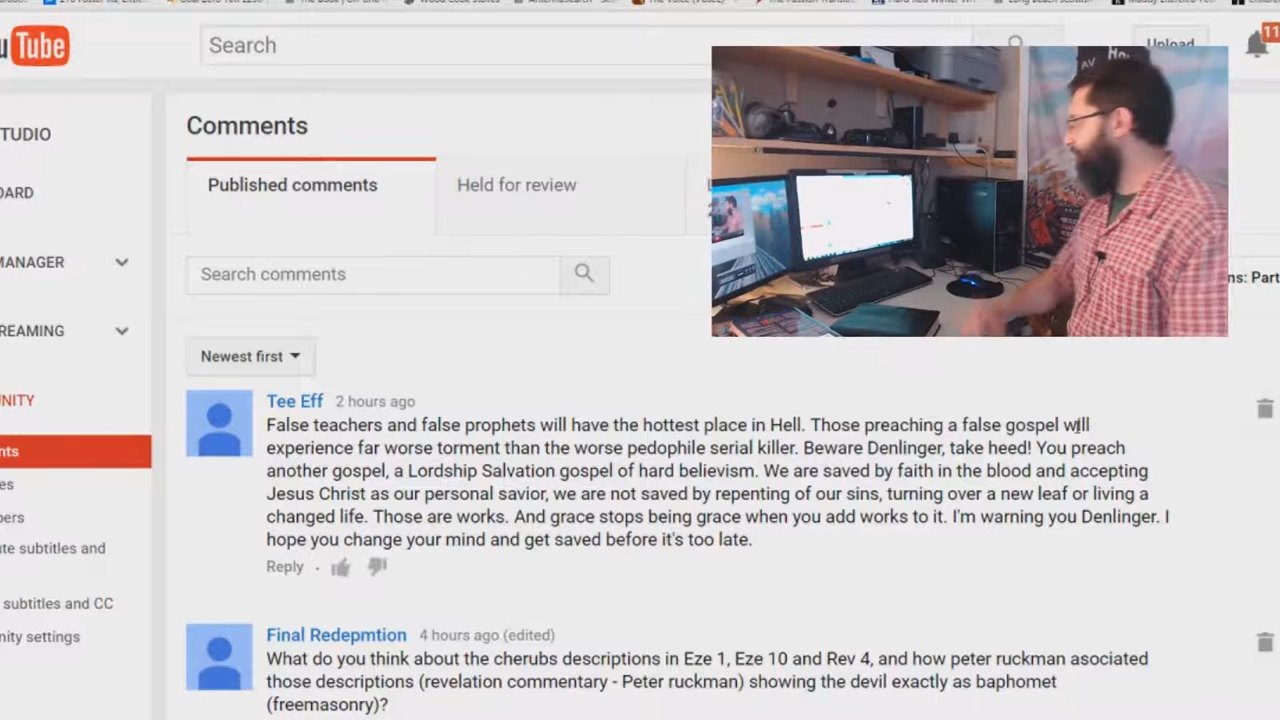 Tube
Search
Upload
11
Comments
TUDIO
Published comments
Held for review
OARD
MANAGER
Search comments
ns: Part
REAMING
Newest first
UNITY
Tee Eff 2 hours ago
False teachers and false prophets will have the hottest place in Hell. Those preaching a false gospel will
experience far worse torment than the worse pedophile serial killer. Beware Denlinger, take heed! You preach
another gospel, a Lordship Salvation gospel of hard believism. We are saved by faith in the blood and accepting
Jesus Christ as our personal savior, we are not saved by repenting of our sins, turning over a new leaf or living a
changed life. Those are works. And grace stops being grace when you add works to it. I'm warning you Denlinger. I
hope you change your mind and get saved before it's too late.
Reply
nts
es
pers
ute subtitles and
subtitles and CC
nity settings
Final Redepmtion 4 hours ago (edited)
What do you think about the cherubs descriptions in Eze 1, Eze 10 and Rev 4, and how peter ruckman asociated
those descriptions (revelation commentary - Peter ruckman) showing the devil exactly as baphomet
(freemasonry)?